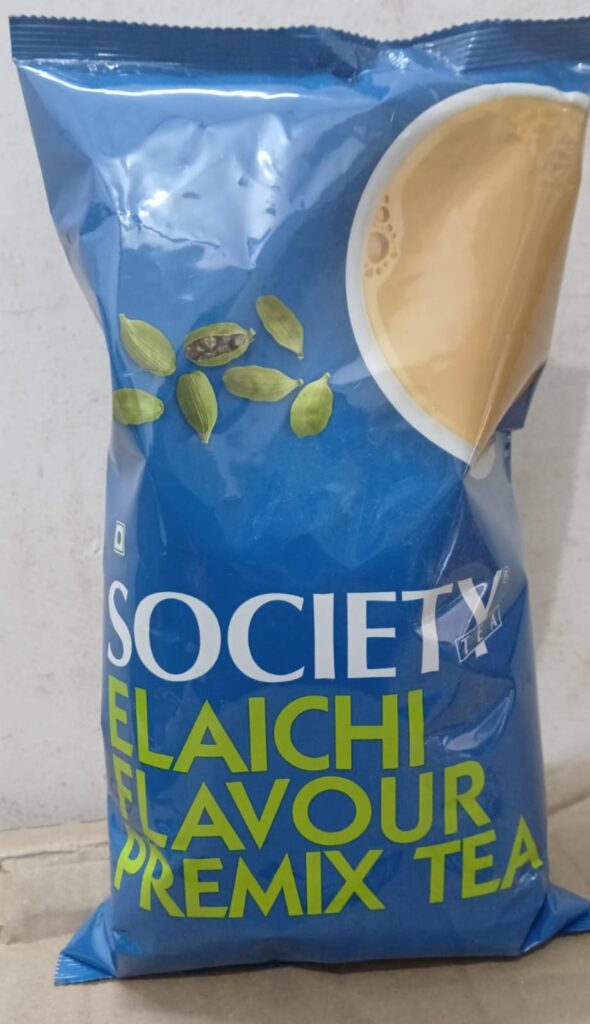 SOCIETY®
TEA
ELAICHI
FLAVOUR
PREMIX TEA